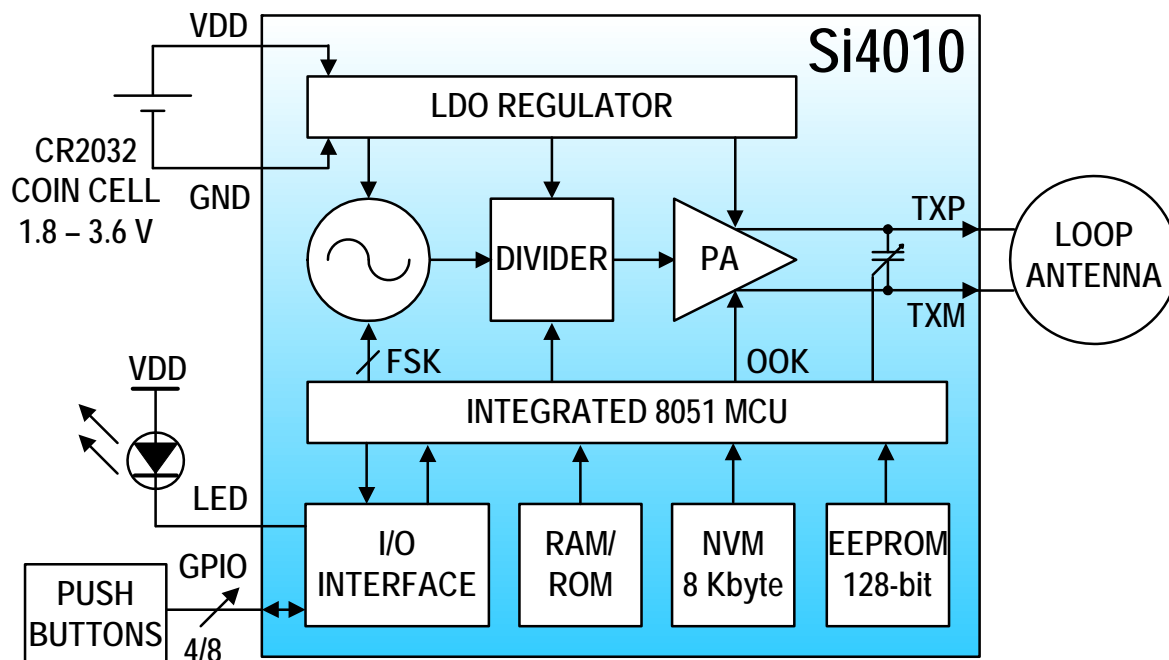 VDD
Si4010
LDO REGULATOR
CR2032
COIN CELL
1.8 – 3.6 V
GND
TXP
LOOP
ANTENNA
DIVIDER
PA
TXM
FSK
OOK
VDD
INTEGRATED 8051 MCU
LED
I/O
INTERFACE
RAM/
ROM
NVM
8 Kbyte
EEPROM
128-bit
GPIO
PUSH
BUTTONS
4/8